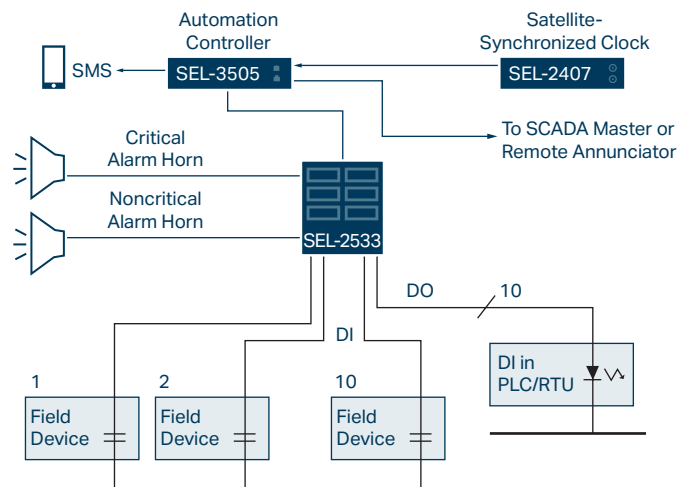 Automation
Controller
Satellite-
Synchronized Clock
SMS
SEL-3505
SEL-2407
To SCADA Master or
Remote Annunciator
Critical
Alarm Horn
Noncritical
Alarm Horn
SEL-2533
DO
10
DI
DI in
PLC/RTU
1
Field
Device
2
Field
Device
10
Field
Device